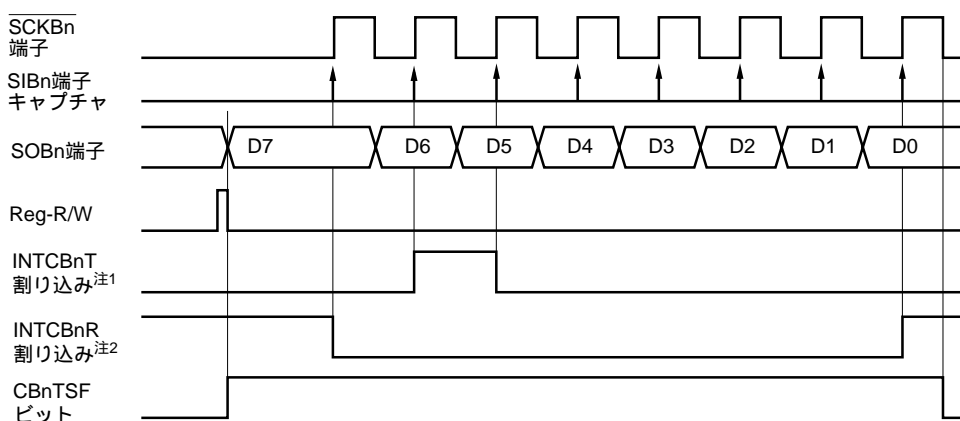 SCKBn
端子
SIBn端子
キャプチャ
SOBn端子
D7 D6 D5 D4 D3 D2 D1 D0
Reg-R/W
INTCBnT
割り込み注1
INTCBnR
割り込み注2
CBnTSF
ビット